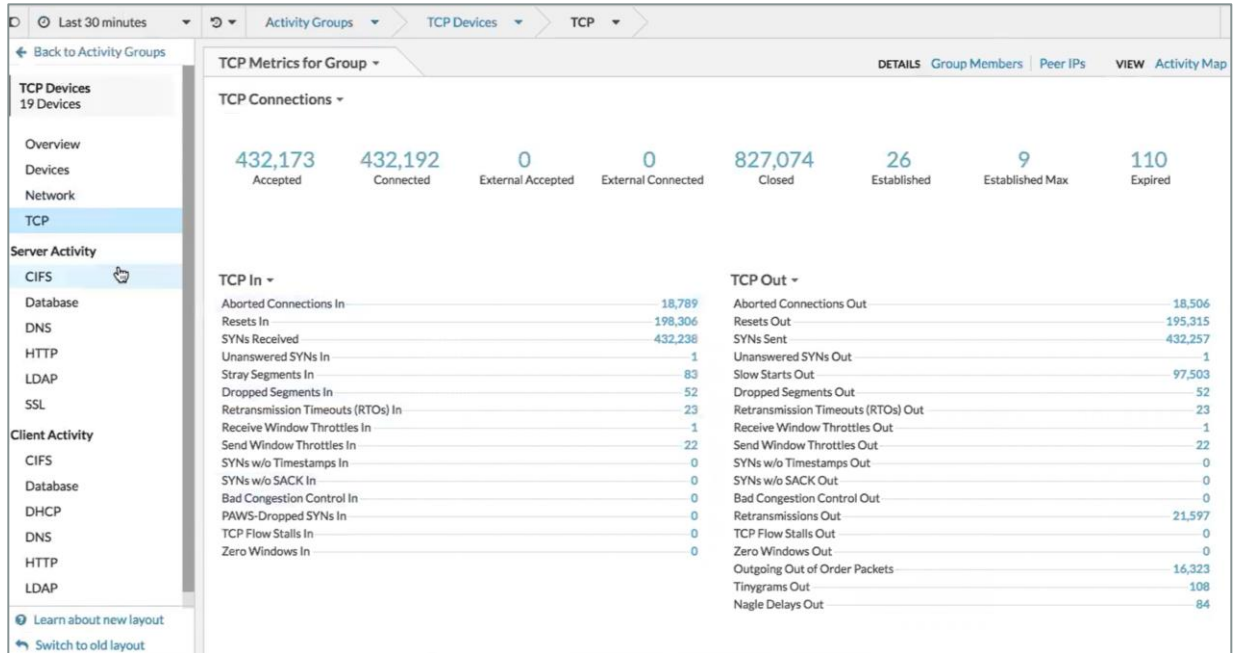 Last 30 minutes
Activity Groups
TCP Devices
TCP
Back to Activity Groups
TCP Devices
19 Devices
Overview
Devices
Network
TCP
Server Activity
CIFS
Database
DNS
HTTP
LDAP
SSL
Client Activity
CIFS
Database
DHCP
DNS
HTTP
LDAP
Learn about new layout
Switch to old layout
TCP Metrics for Group
DETAILS Group Members Peer IPs VIEW Activity Map
TCP Connections
432,173 432,192 0 0 827,074 26 9 110
Accepted Connected External Accepted External Connected Closed Established Established Max Expired
TCP In
Aborted Connections In 18,789
Resets In 198,306
SYNs Received 432,238
Unanswered SYNs In 1
Stray Segments In 83
Dropped Segments In 52
Retransmission Timeouts (RTOs) In 23
Receive Window Throttles In 1
Send Window Throttles In 22
SYNs w/o Timestamps In 0
SYNs w/o SACK In 0
Bad Congestion Control In 0
PAWS-Dropped SYNs In 0
TCP Flow Stalls In 0
Zero Windows In 0
TCP Out
Aborted Connections Out 18,506
Resets Out 195,315
SYNs Sent 432,257
Unanswered SYNs Out 1
Slow Starts Out 97,503
Dropped Segments Out 52
Retransmission Timeouts (RTOs) Out 23
Receive Window Throttles Out 1
Send Window Throttles Out 22
SYNs w/o Timestamps Out 0
SYNs w/o SACK Out 0
Bad Congestion Control Out 0
Retransmissions Out 21,597
TCP Flow Stalls Out 0
Zero Windows Out 0
Outgoing Out of Order Packets 16,323
Tinygrams Out 108
Nagle Delays Out 84